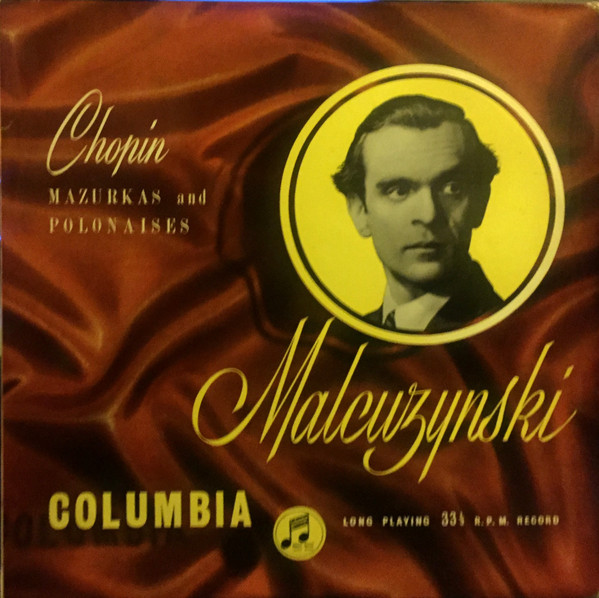 Chopin
MAZURKAS and
POLONAISES
Malcuzynski
COLUMBIA
LONG PLAYING 33⅓ R.P.M. RECORD